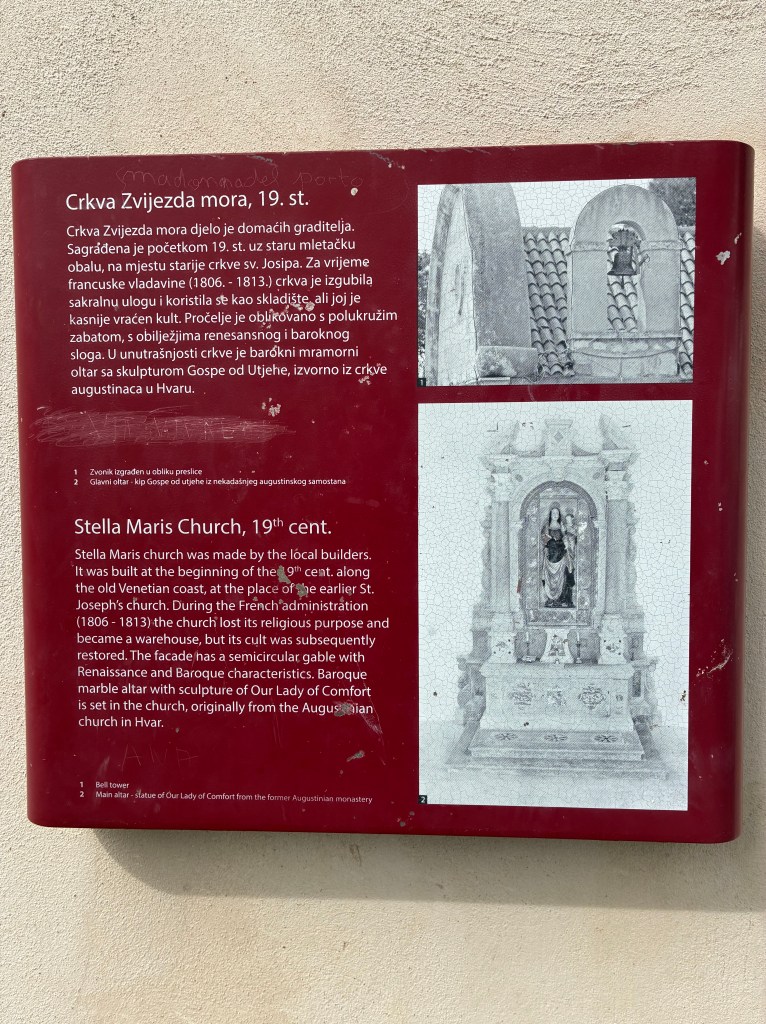 madonna del porto
Crkva Zvijezda mora, 19. st.
Crkva Zvijezda mora djelo je domaćih graditelja.
Sagrađena je početkom 19. st. uz staru mletačku
obalu, na mjestu starije crkve sv. Josipa. Za vrijeme
francuske vladavine (1806. - 1813.) crkva je izgubila
sakralnu ulogu i koristila se kao skladište, ali joj je
kasnije vraćen kult. Pročelje je oblikovano s polukružim
zabatom, s obilježjima renesansnog i baroknog
sloga. U unutrašnjosti crkve je barokni mramorni
oltar sa skulpturom Gospe od Utjehe, izvorno iz crkve
augustinaca u Hvaru.
1 Zvonik izgrađen u obliku preslice
2 Glavni oltar - kip Gospe od utjehe iz nekadašnjeg augustinskog samostana
Stella Maris Church, 19th cent.
Stella Maris church was made by the local builders.
It was built at the beginning of the 19th cent. along
the old Venetian coast, at the place of the earlier St.
Joseph's church. During the French administration
(1806 - 1813) the church lost its religious purpose and
became a warehouse, but its cult was subsequently
restored. The facade has a semicircular gable with
Renaissance and Baroque characteristics. Baroque
marble altar with sculpture of Our Lady of Comfort
is set in the church, originally from the Augustinian
church in Hvar.
ANA
1 Bell tower
2 Main altar - statue of Our Lady of Comfort from the former Augustinian monastery
2